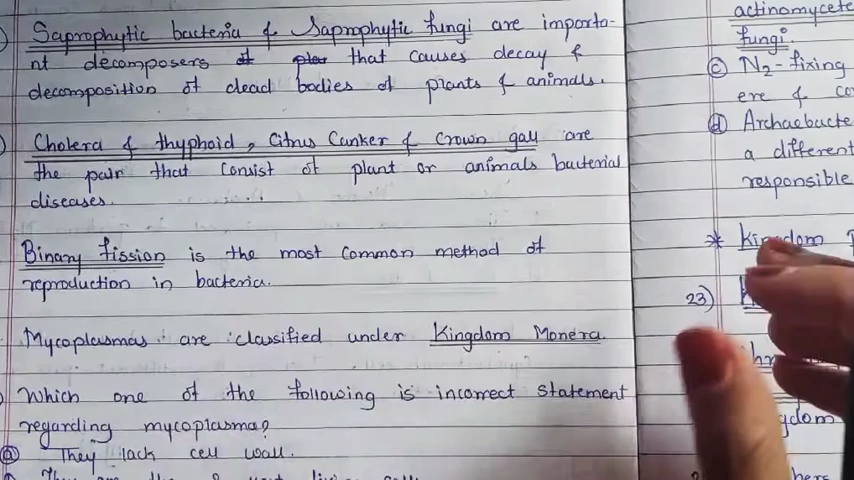 Saprophytic bacteria & Saprophytic fungi are importa-
nt decomposers that causes decay &
decomposition of dead bodies of plants & animals.
Cholera & thyphoid, Citrus Canker & Crown gall are
the pair that consist of plant or animals bacterial
diseases.
Binary fission is the most common method of
reproduction in bacteria.
Mycoplasmas are classified under Kingdom Monera.
Which one of the following is incorrect statement
regarding mycoplasma?
ⓐ They lack cell wall.
actinomycete
fungi
ⓒ N2-fixing
ere &
ⓓ Archaebacte
a different
responsible
* Kingdom
23)
gdom